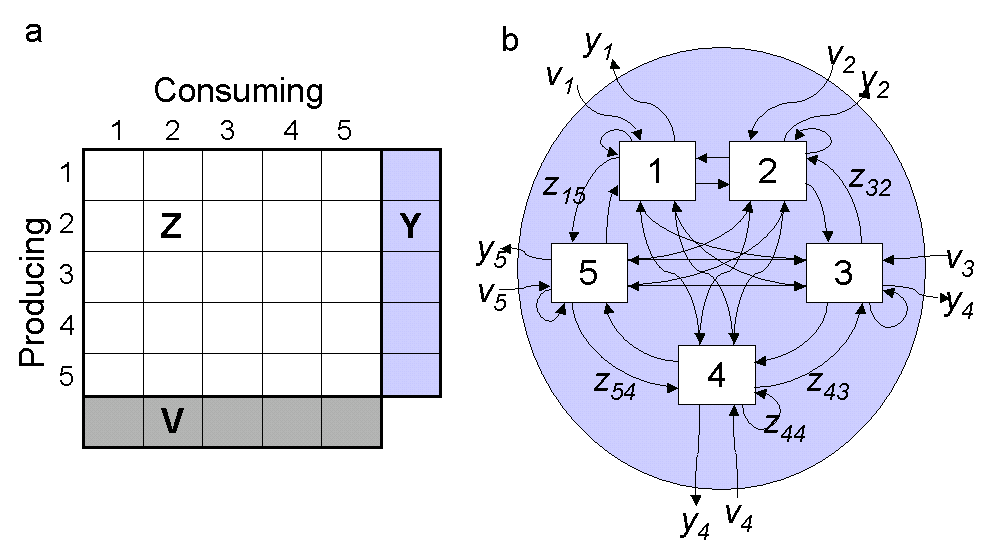 a
Consuming
1 2 3 4 5
Producing
1
2 Z Y
3
4
5
V
b
y1
v1
v2
y2
1
2
z15
z32
y5
v5
5
3
v3
y4
4
z54
z43
z44
y4
v4